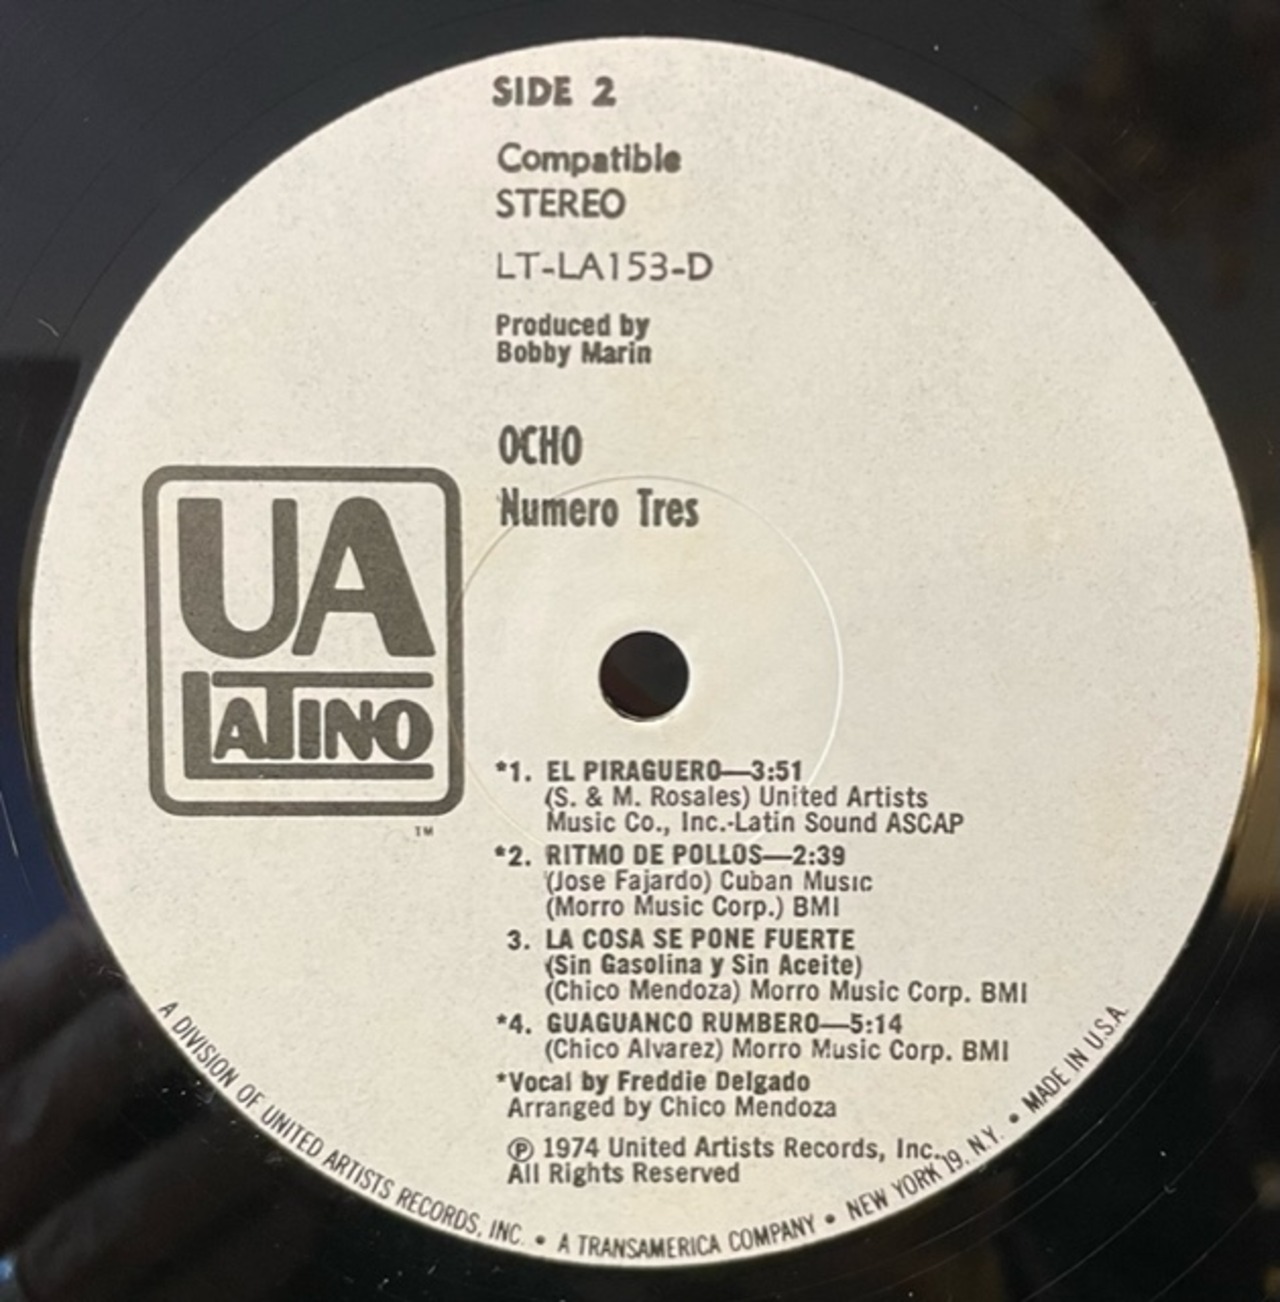 SIDE 2
Compatible
STEREO
LT-LA153-D
Produced by
Bobby Marin
OCHO
Numero Tres
UA
LATINO
TM
*1. EL PIRAGUERO—3:51
(S. & M. Rosales) United Artists
Music Co., Inc.-Latin Sound ASCAP
*2. RITMO DE POLLOS—2:39
(Jose Fajardo) Cuban Music
(Morro Music Corp.) BMI
3. LA COSA SE PONE FUERTE
(Sin Gasolina y Sin Aceite)
(Chico Mendoza) Morro Music Corp. BMI
*4. GUAGUANCO RUMBERO—5:14
(Chico Alvarez) Morro Music Corp. BMI
*Vocal by Freddie Delgado
Arranged by Chico Mendoza
℗ 1974 United Artists Records, Inc.
All Rights Reserved
A DIVISION OF UNITED ARTISTS RECORDS, INC. • A TRANSAMERICA COMPANY • NEW YORK 19, N.Y. • MADE IN U.S.A.